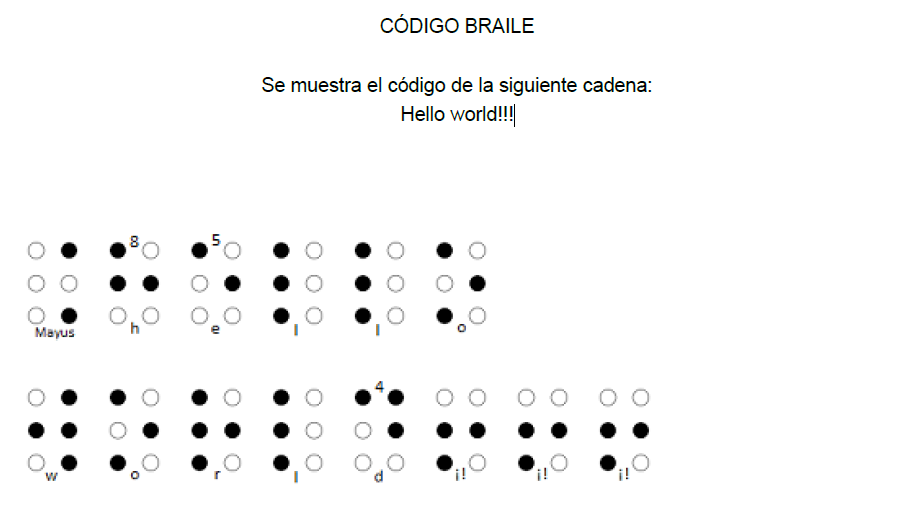 CÓDIGO BRAILE
Se muestra el código de la siguiente cadena:
Hello world!!!
8 5
Mayus h e l l o
4
w o r l d ¡! ¡! ¡!